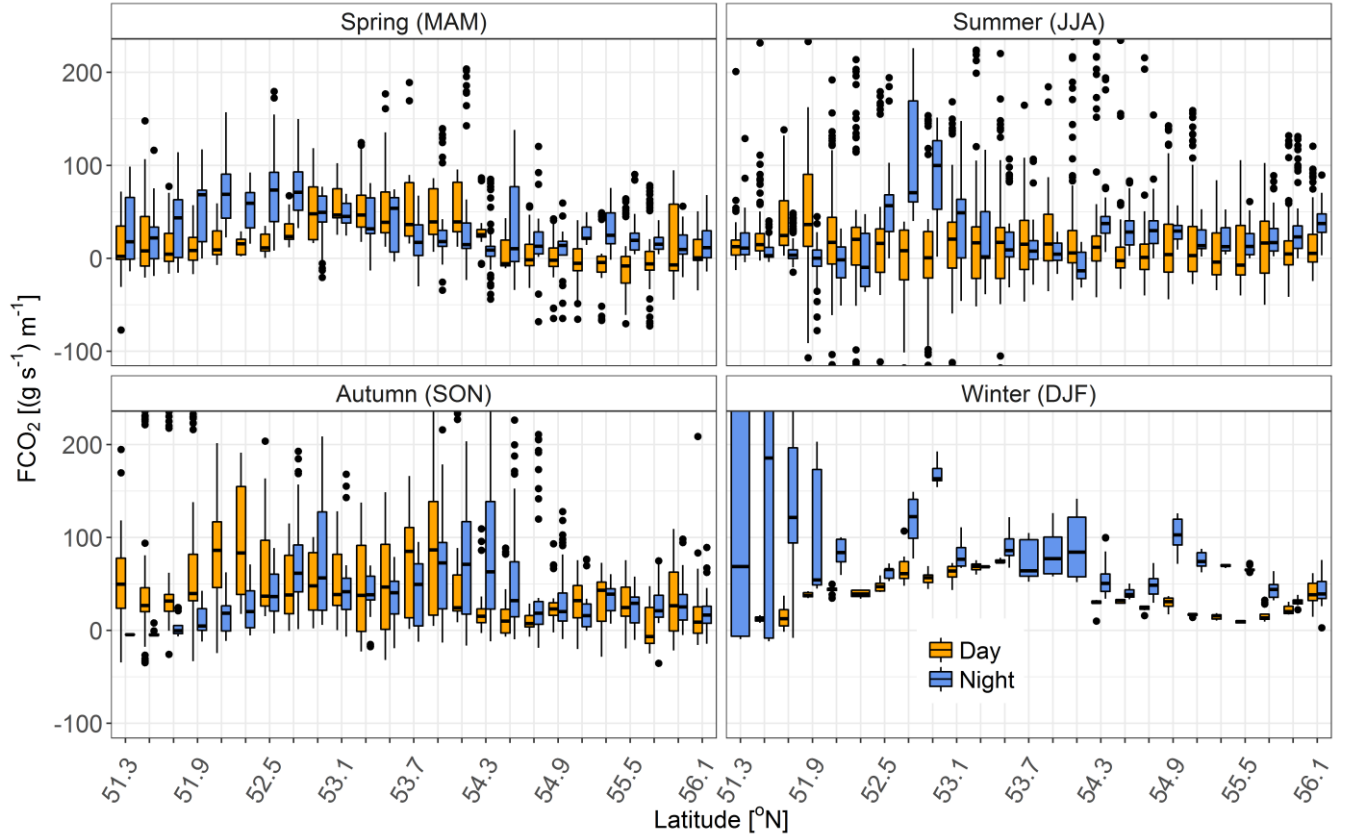 Spring (MAM)
Summer (JJA)
200
100
0
-100
Autumn (SON)
Winter (DJF)
200
100
0
-100
FCO₂ [(g s⁻¹) m⁻¹]
Day
Night
51.3 51.9 52.5 53.1 53.7 54.3 54.9 55.5 56.1
51.3 51.9 52.5 53.1 53.7 54.3 54.9 55.5 56.1
Latitude [°N]